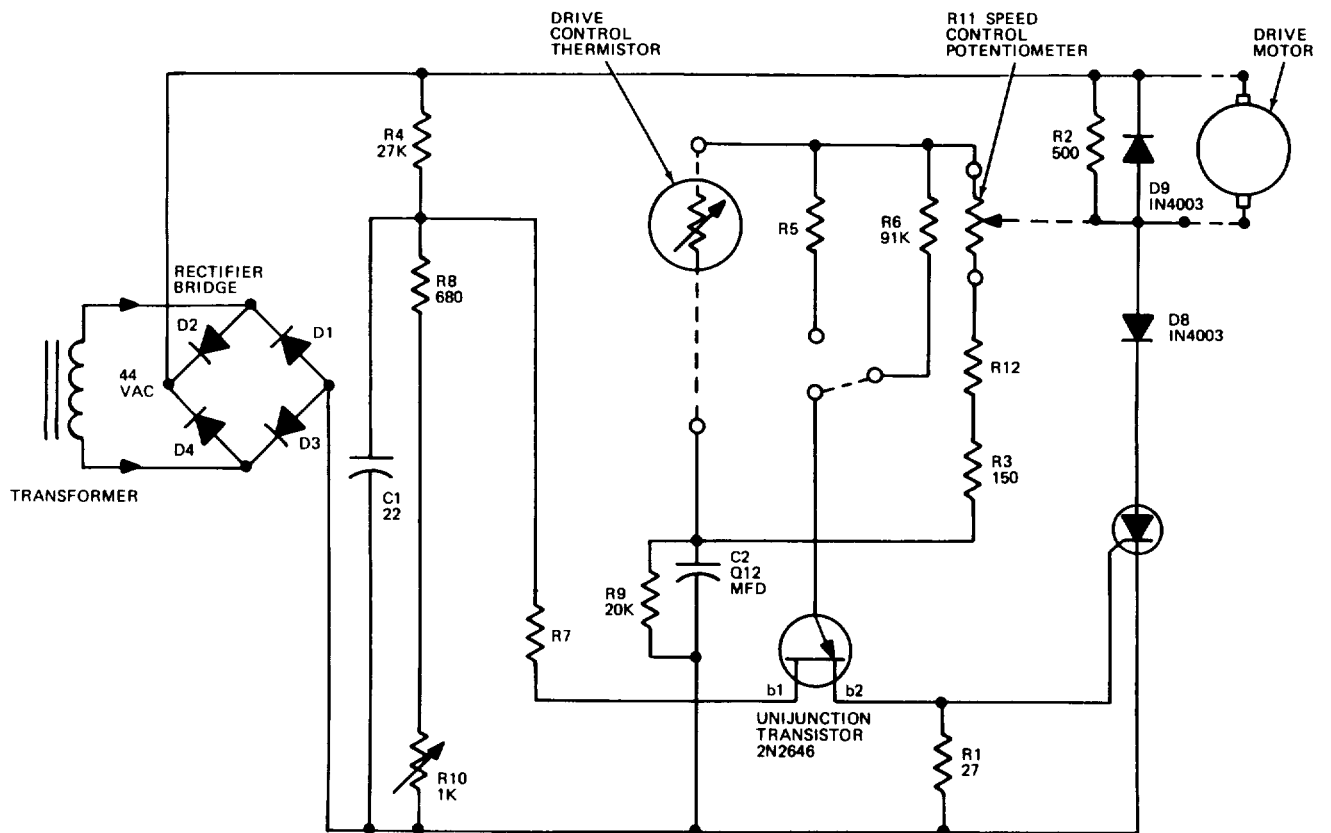 DRIVE
CONTROL
THERMISTOR
R11 SPEED
CONTROL
POTENTIOMETER
DRIVE
MOTOR
R4
27K
R2
500
D9
IN4003
R5
R6
91K
RECTIFIER
BRIDGE
R8
680
D2
D1
44
VAC
D4
D3
D8
IN4003
R12
TRANSFORMER
C1
22
R3
150
C2
Q12
MFD
R9
20K
R7
b1
b2
UNIJUNCTION
TRANSISTOR
2N2646
R1
27
R10
1K